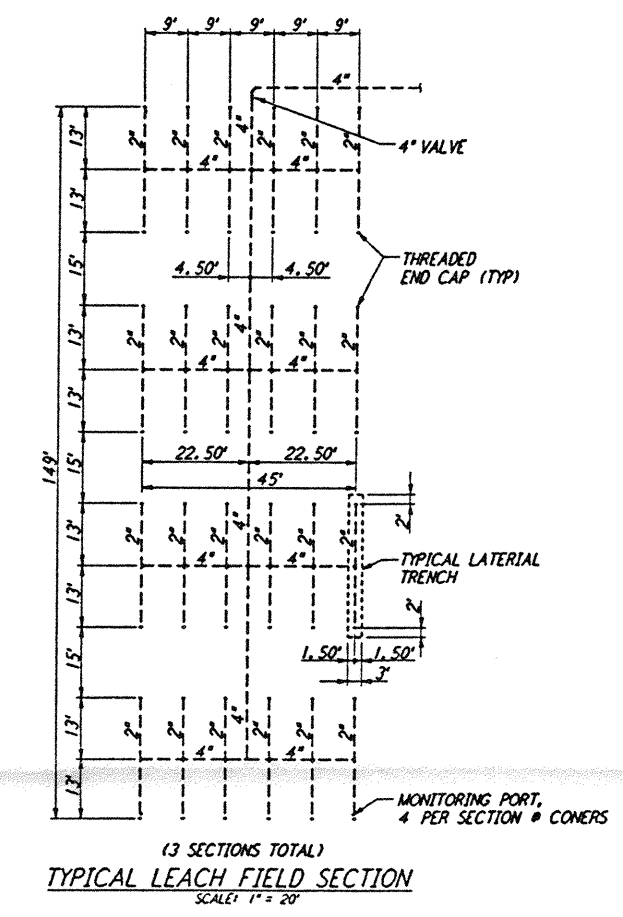 9' 9' 9' 9' 9'
4"
4" VALVE
13'
2" 2" 2" 4" 2" 2" 2"
4" 4"
13'
THREADED
END CAP (TYP)
15'
4.50' 4.50'
13'
2" 2" 2" 4" 2" 2" 2"
4" 4"
13'
22.50' 22.50'
15'
45'
149'
2'
13'
2" 2" 2" 4" 2" 2" 2"
4" 4"
TYPICAL LATERIAL
TRENCH
13'
2'
1.50' 1.50'
15'
3'
13'
2" 2" 2" 4" 2" 2" 2"
4" 4"
13'
MONITORING PORT,
4 PER SECTION @ CONERS
(3 SECTIONS TOTAL)
TYPICAL LEACH FIELD SECTION
SCALE: 1" = 20'